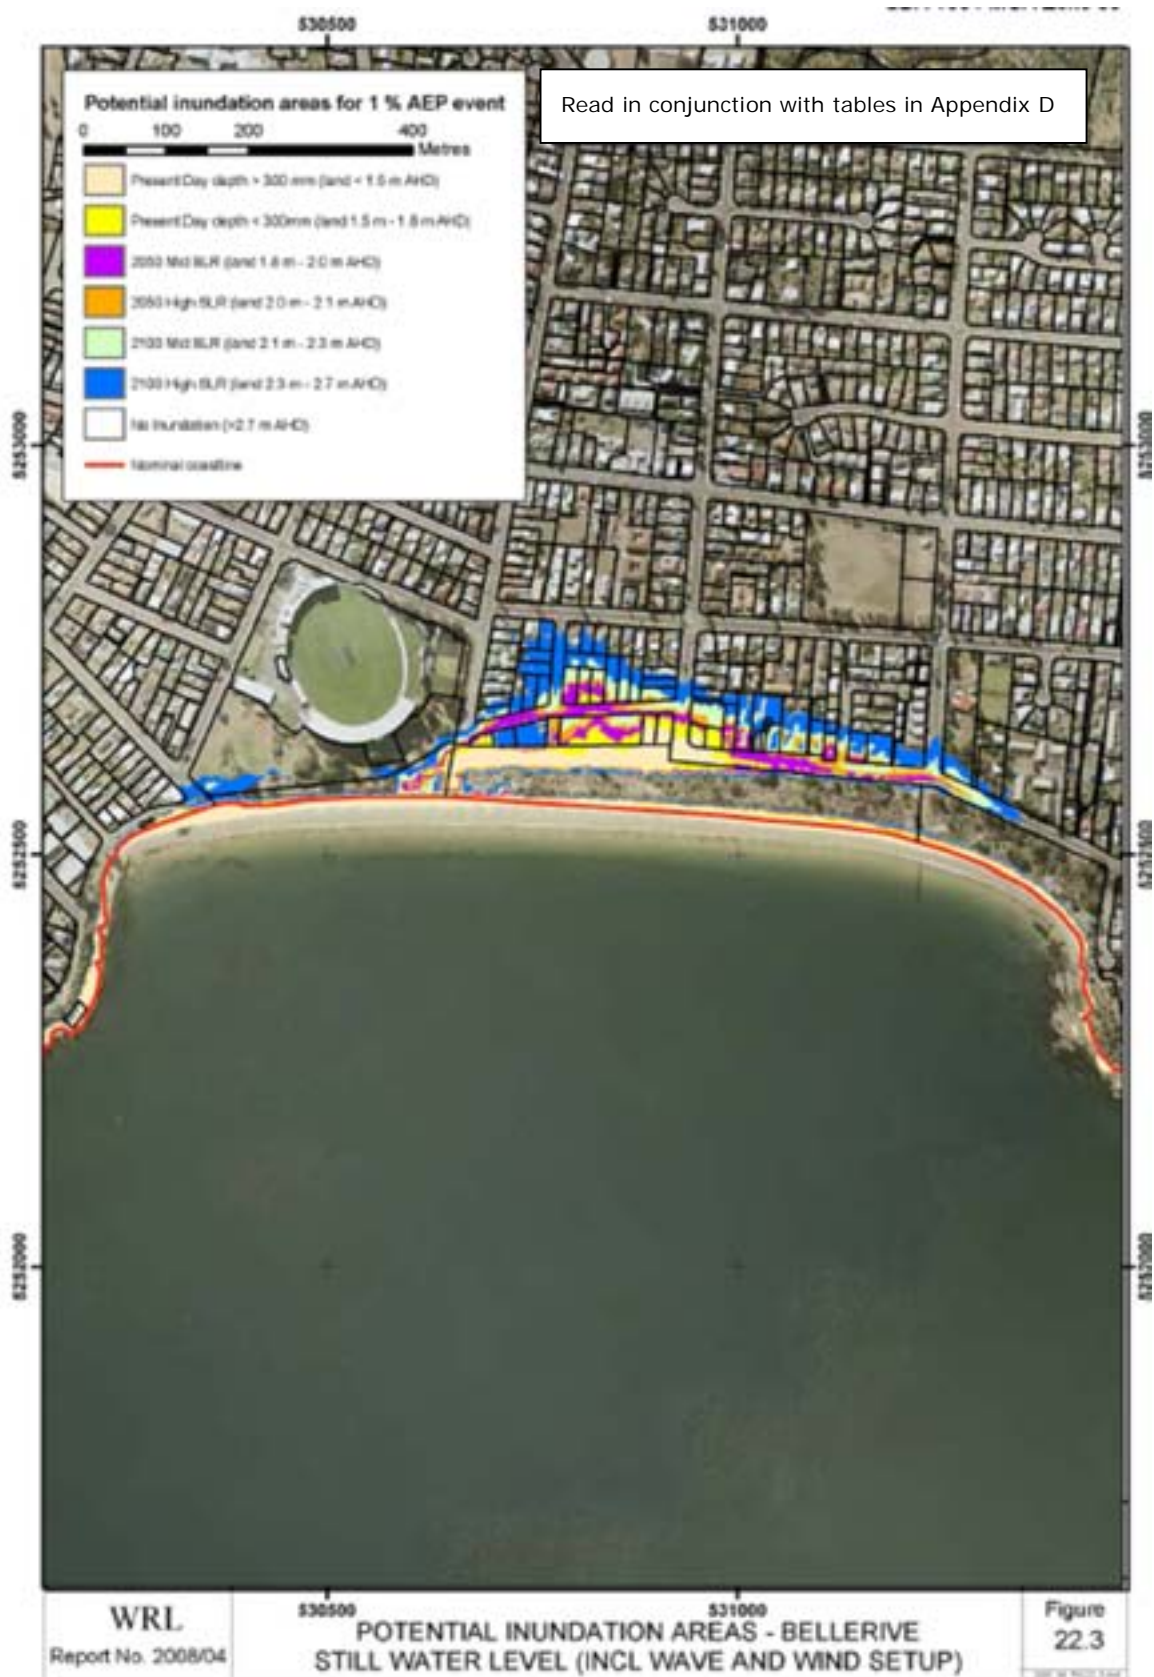 530500 531000
Potential inundation areas for 1 % AEP event
0 100 200 400
Metres
Present Day depth > 300 mm (land < 1.5 m AHD)
Present Day depth < 300mm (land 1.5 m - 1.8 m AHD)
2050 Mid SLR (land 1.8 m - 2.0 m AHD)
2050 High SLR (land 2.0 m - 2.1 m AHD)
2100 Mid SLR (land 2.1 m - 2.3 m AHD)
2100 High SLR (land 2.3 m - 2.7 m AHD)
No Inundation (>2.7 m AHD)
Nominal coastline
Read in conjunction with tables in Appendix D
5253000 5253000
5252500 5252500
5252000 5252000
530500 531000
WRL
Report No. 2008/04
POTENTIAL INUNDATION AREAS - BELLERIVE
STILL WATER LEVEL (INCL WAVE AND WIND SETUP)
Figure
22.3